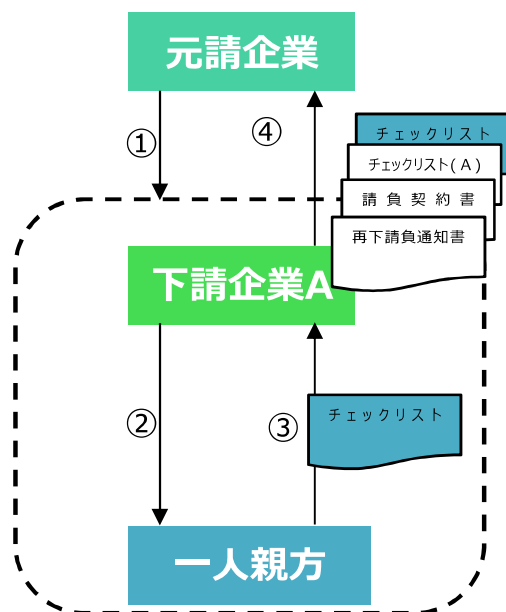 元請企業
①
④
チェックリスト
チェックリスト(A)
請負契約書
再下請負通知書
下請企業A
②
③
チェックリスト
一人親方